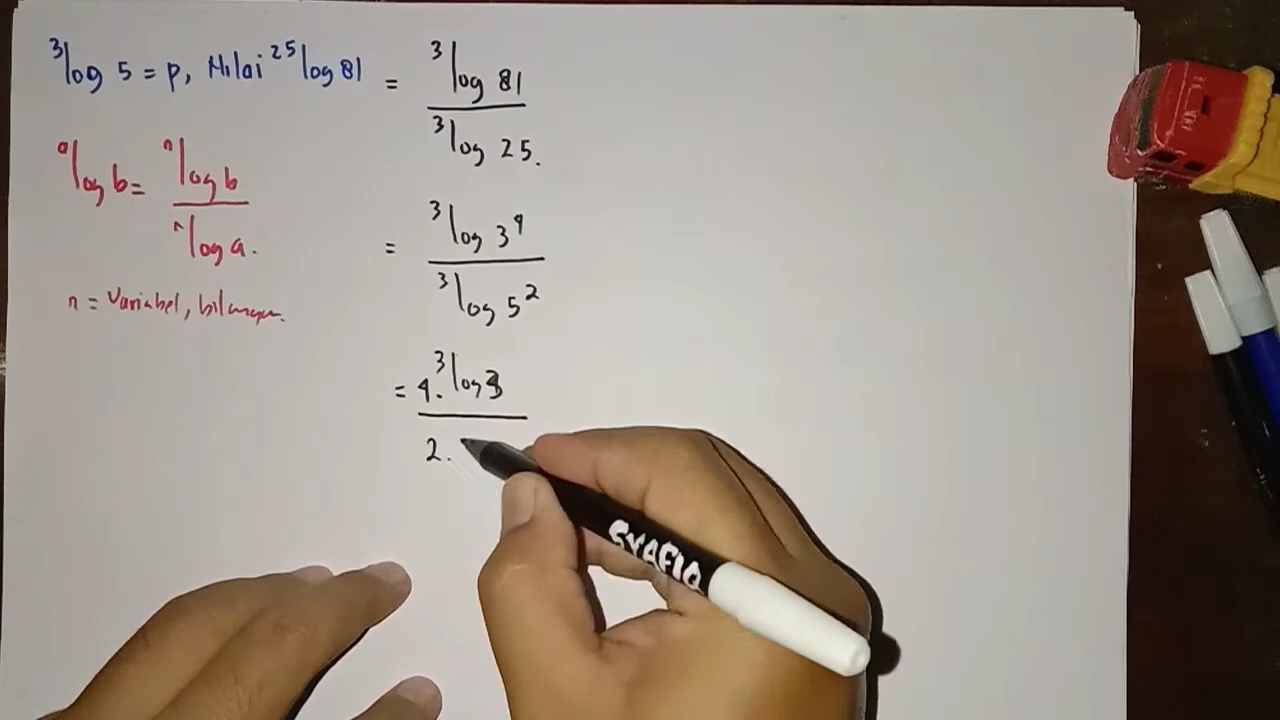 ³log 5 = p, Nilai ²⁵log 81 = ³log 81
³log 25.
ᵃlog b = ⁿlog b
ⁿlog a.
n = Variabel, bilangan.
= ³log 3⁴
³log 5²
= 4. ³log 3
2.
SYAFIQ